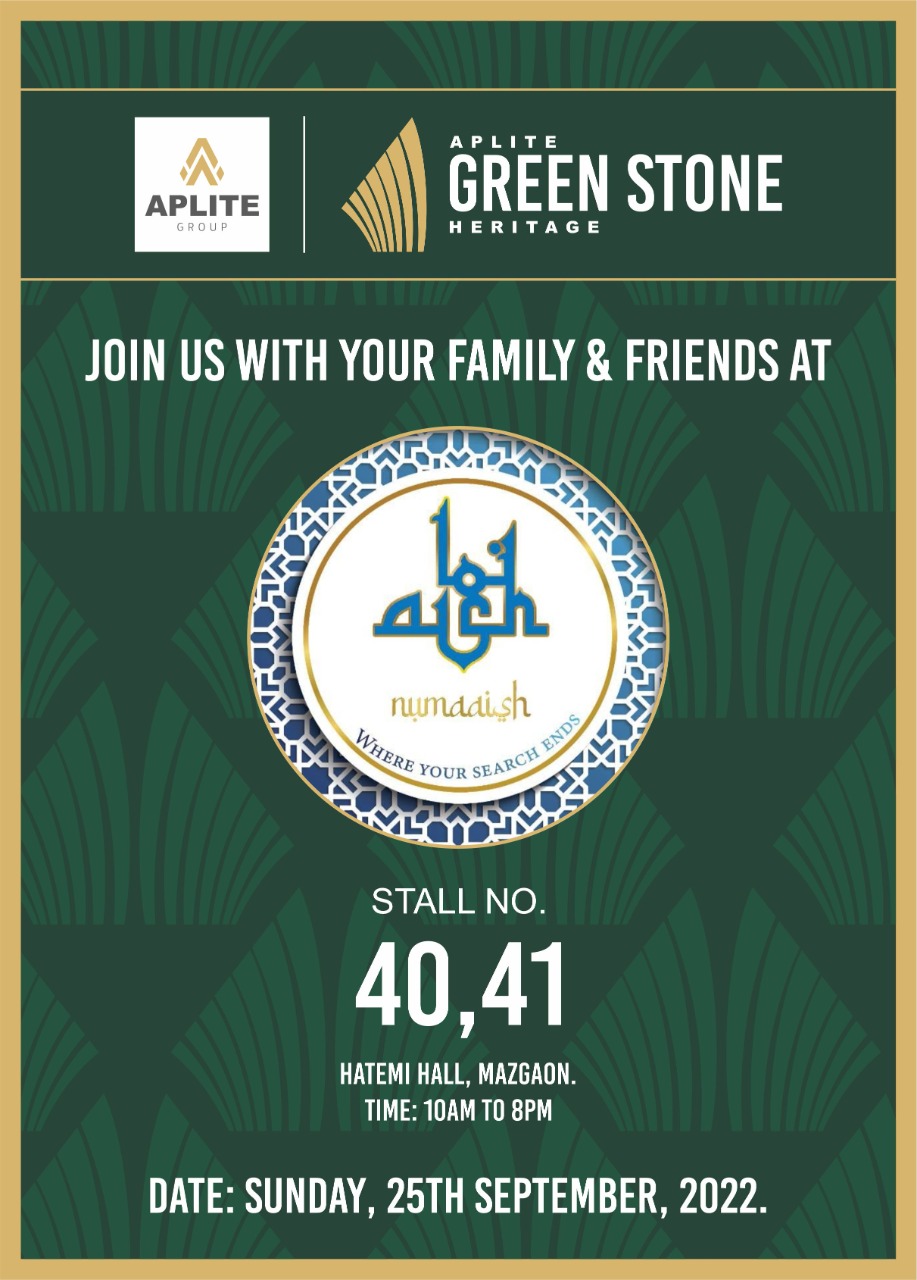 APLITE
GROUP
APLITE
GREEN STONE
HERITAGE
JOIN US WITH YOUR FAMILY & FRIENDS AT
numaaish
WHERE YOUR SEARCH ENDS
STALL NO.
40,41
HATEMI HALL, MAZGAON.
TIME: 10AM TO 8PM
DATE: SUNDAY, 25TH SEPTEMBER, 2022.